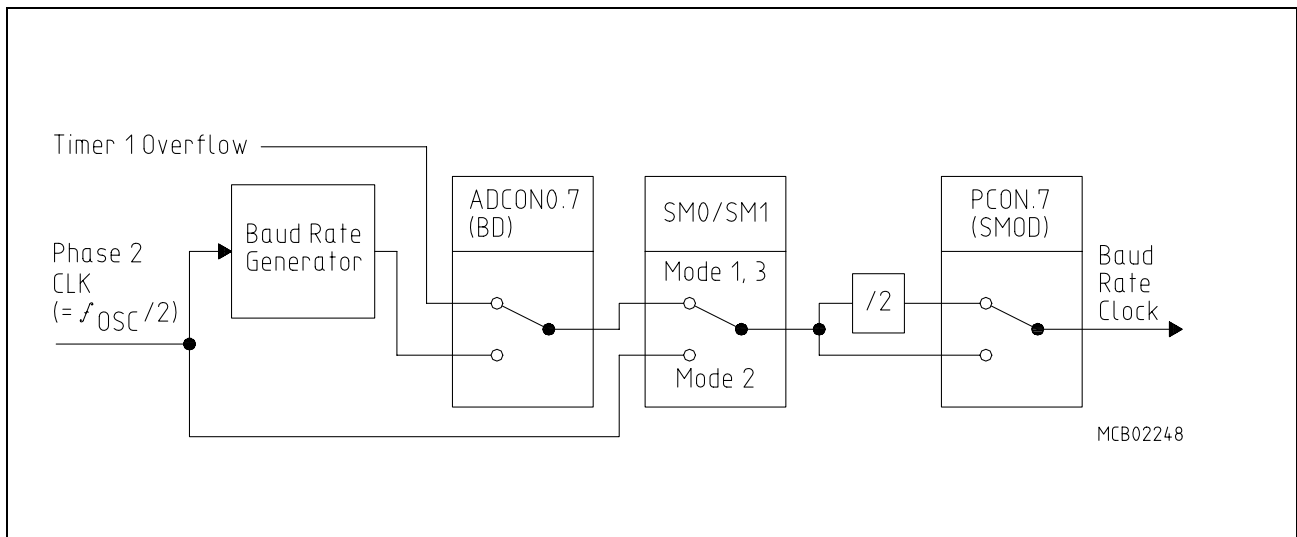 Timer 1 Overflow
Phase 2
CLK
(= fOSC/2)
Baud Rate
Generator
ADCON0.7
(BD)
SM0/SM1
Mode 1, 3
Mode 2
/2
PCON.7
(SMOD)
Baud
Rate
Clock
MCB02248